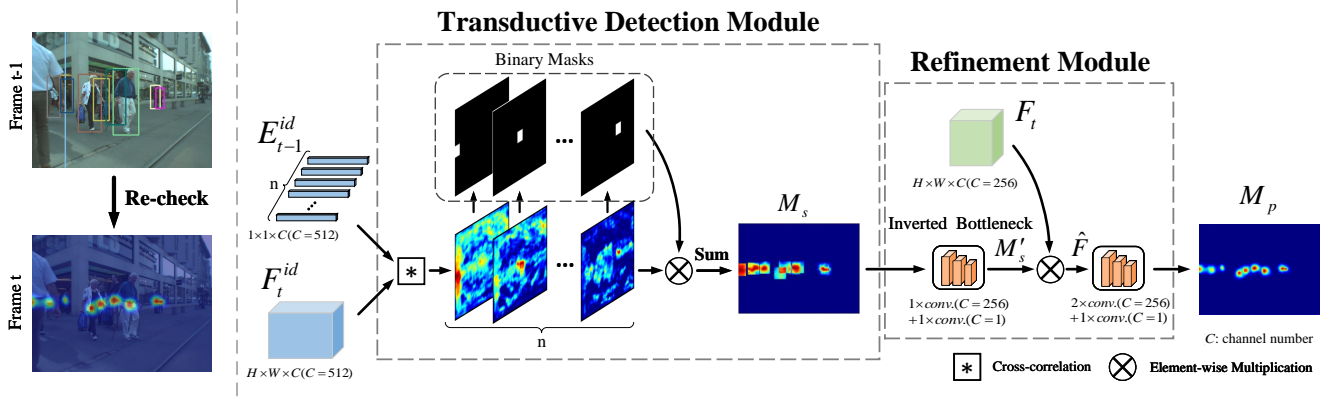 Transductive Detection Module
Frame t-1
Re-check
Frame t
E_{t-1}^{id}
n
...
1×1×C(C=512)
F_t^{id}
H×W×C(C=512)
*
Binary Masks
...
...
n
Sum
M_s
Refinement Module
F_t
H×W×C(C=256)
Inverted Bottleneck
M'_s
F̂
1×conv.(C=256)
+1×conv.(C=1)
2×conv.(C=256)
+1×conv.(C=1)
M_p
C: channel number
* Cross-correlation
Element-wise Multiplication